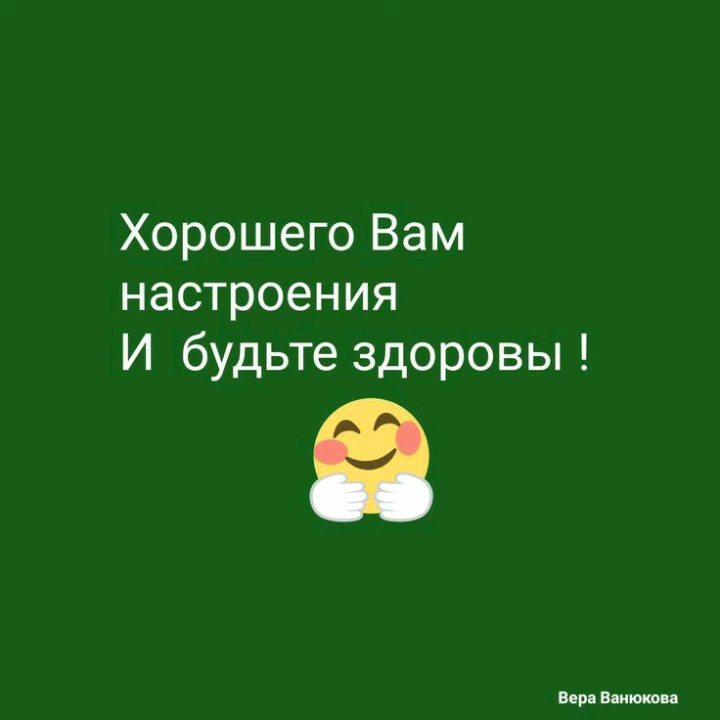 Хорошего Вам
настроения
И  будьте здоровы !
Вера Ванюкова